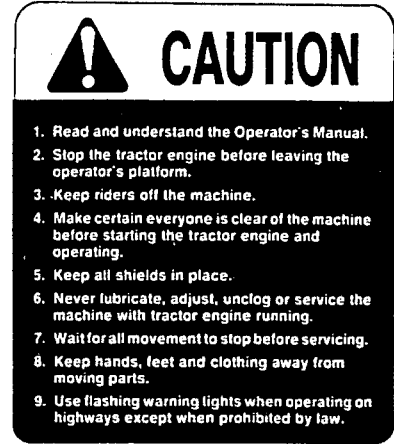 CAUTION
1. Read and understand the Operator's Manual.
2. Stop the tractor engine before leaving the
operator's platform.
3. Keep riders off the machine.
4. Make certain everyone is clear of the machine
before starting the tractor engine and
operating.
5. Keep all shields in place.
6. Never lubricate, adjust, unclog or service the
machine with tractor engine running.
7. Wait for all movement to stop before servicing.
8. Keep hands, feet and clothing away from
moving parts.
9. Use flashing warning lights when operating on
highways except when prohibited by law.